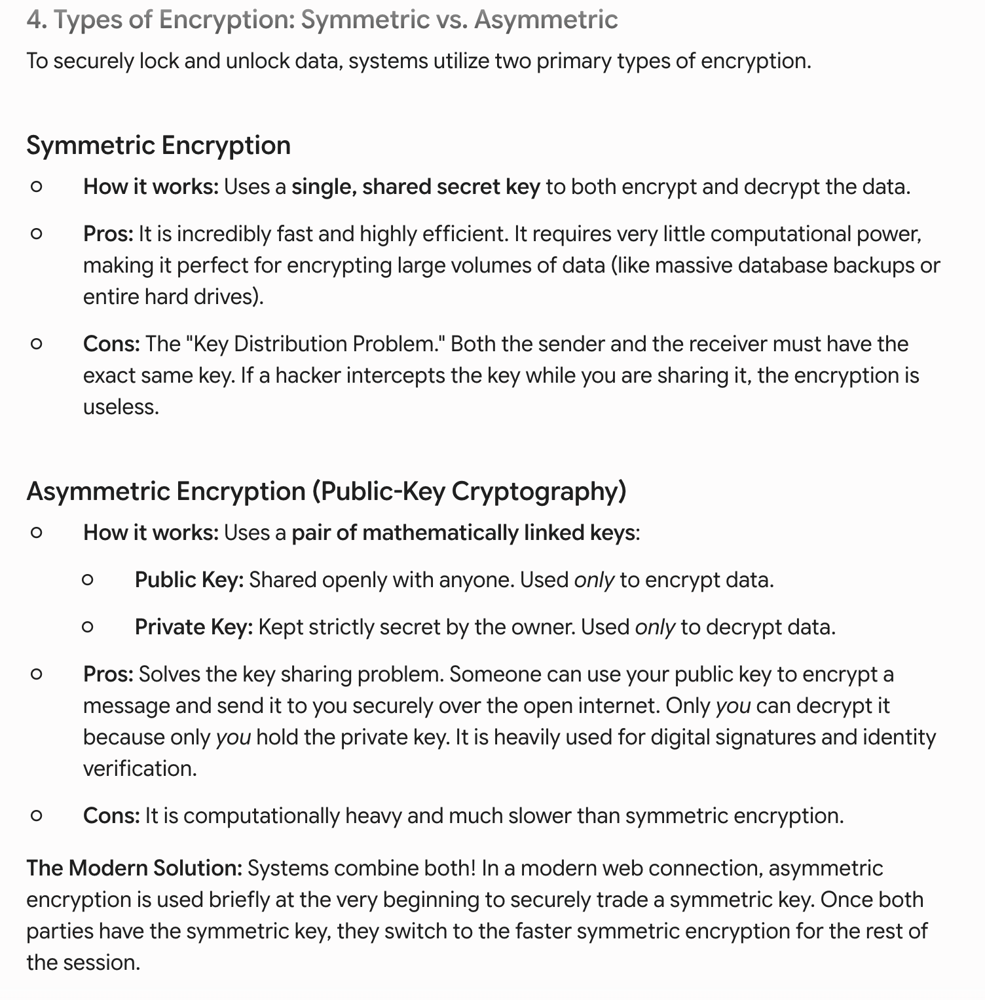 4. Types of Encryption: Symmetric vs. Asymmetric
To securely lock and unlock data, systems utilize two primary types of encryption.
Symmetric Encryption
How it works: Uses a single, shared secret key to both encrypt and decrypt the data.
Pros: It is incredibly fast and highly efficient. It requires very little computational power,
making it perfect for encrypting large volumes of data (like massive database backups or
entire hard drives).
Cons: The "Key Distribution Problem." Both the sender and the receiver must have the
exact same key. If a hacker intercepts the key while you are sharing it, the encryption is
useless.
Asymmetric Encryption (Public-Key Cryptography)
How it works: Uses a pair of mathematically linked keys:
Public Key: Shared openly with anyone. Used only to encrypt data.
Private Key: Kept strictly secret by the owner. Used only to decrypt data.
Pros: Solves the key sharing problem. Someone can use your public key to encrypt a
message and send it to you securely over the open internet. Only you can decrypt it
because only you hold the private key. It is heavily used for digital signatures and identity
verification.
Cons: It is computationally heavy and much slower than symmetric encryption.
The Modern Solution: Systems combine both! In a modern web connection, asymmetric
encryption is used briefly at the very beginning to securely trade a symmetric key. Once both
parties have the symmetric key, they switch to the faster symmetric encryption for the rest of
the session.